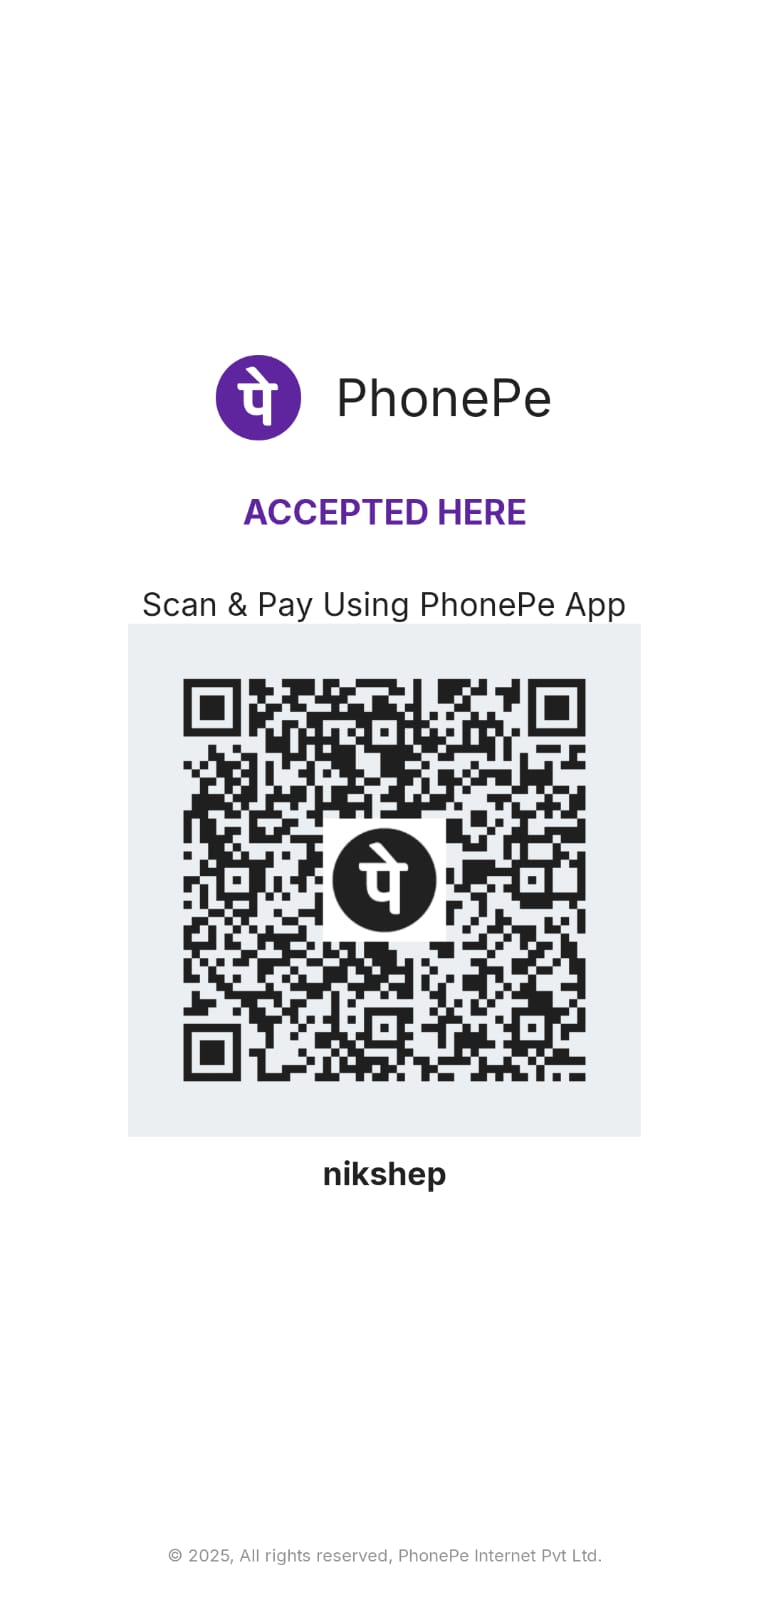 पे PhonePe
ACCEPTED HERE
Scan & Pay Using PhonePe App
पे
nikshep
© 2025, All rights reserved, PhonePe Internet Pvt Ltd.